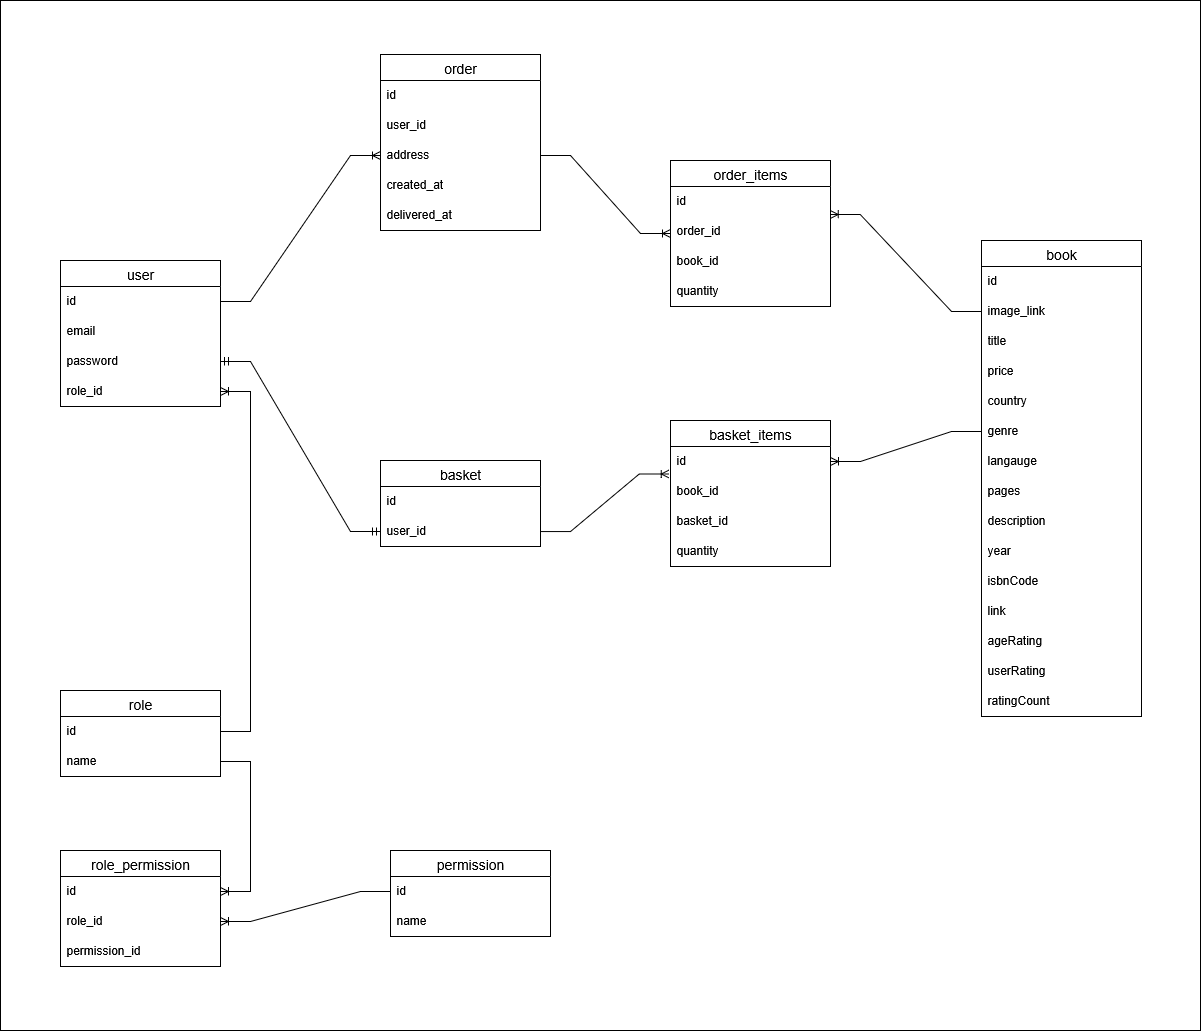 order
id
user_id
address
created_at
delivered_at
order_items
id
order_id
book_id
quantity
book
id
image_link
title
price
country
genre
langauge
pages
description
year
isbnCode
link
ageRating
userRating
ratingCount
user
id
email
password
role_id
basket_items
id
book_id
basket_id
quantity
basket
id
user_id
role
id
name
role_permission
id
role_id
permission_id
permission
id
name